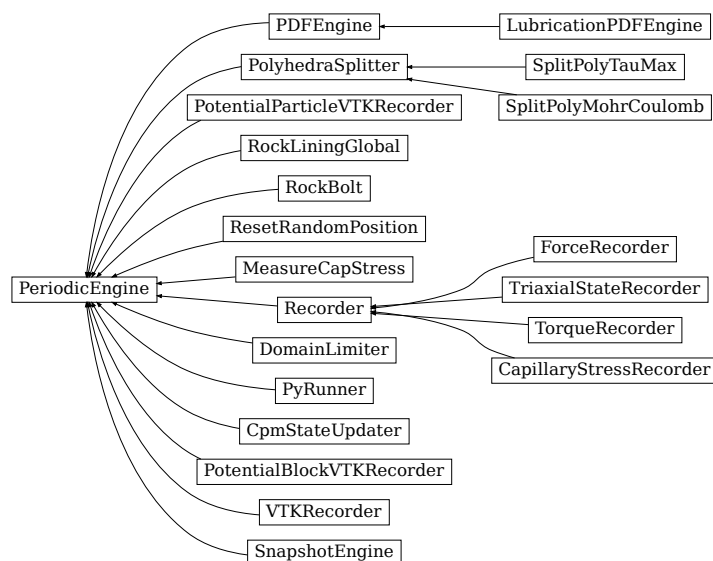 PDFEngine
LubricationPDFEngine
PolyhedraSplitter
SplitPolyTauMax
PotentialParticleVTKRecorder
SplitPolyMohrCoulomb
RockLiningGlobal
RockBolt
ResetRandomPosition
ForceRecorder
MeasureCapStress
PeriodicEngine
TriaxialStateRecorder
Recorder
TorqueRecorder
DomainLimiter
CapillaryStressRecorder
PyRunner
CpmStateUpdater
PotentialBlockVTKRecorder
VTKRecorder
SnapshotEngine